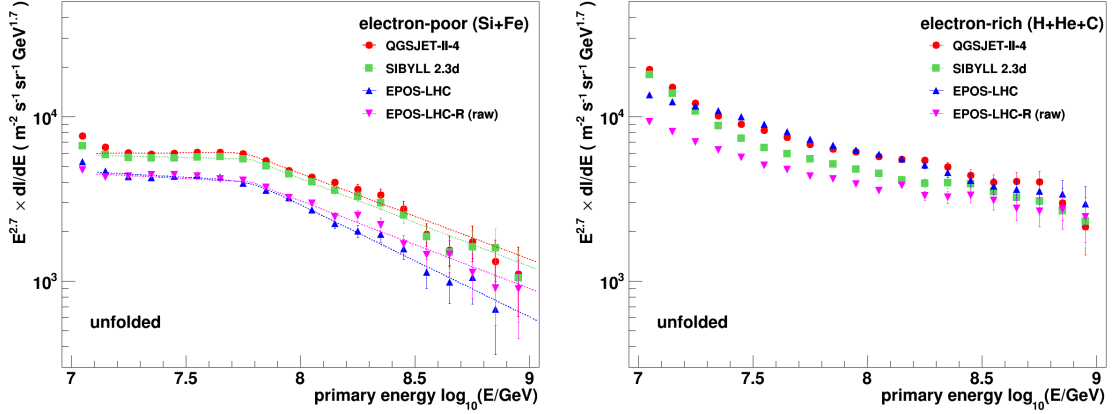 E^2.7 × dI/dE ( m^-2 s^-1 sr^-1 GeV^1.7)
electron-poor (Si+Fe)
QGSJET-II-4
SIBYLL 2.3d
EPOS-LHC
EPOS-LHC-R (raw)
10^4
10^3
unfolded
7 7.5 8 8.5 9
primary energy log_10(E/GeV)
E^2.7 × dI/dE ( m^-2 s^-1 sr^-1 GeV^1.7)
electron-rich (H+He+C)
QGSJET-II-4
SIBYLL 2.3d
EPOS-LHC
EPOS-LHC-R (raw)
10^4
10^3
unfolded
7 7.5 8 8.5 9
primary energy log_10(E/GeV)